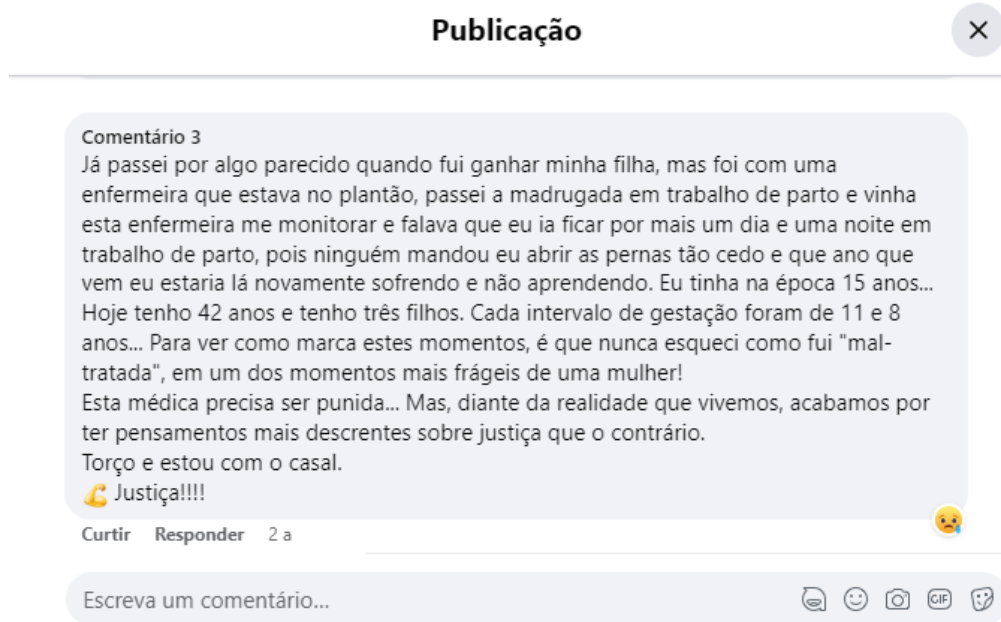 Publicação
Comentário 3
Já passei por algo parecido quando fui ganhar minha filha, mas foi com uma
enfermeira que estava no plantão, passei a madrugada em trabalho de parto e vinha
esta enfermeira me monitorar e falava que eu ia ficar por mais um dia e uma noite em
trabalho de parto, pois ninguém mandou eu abrir as pernas tão cedo e que ano que
vem eu estaria lá novamente sofrendo e não aprendendo. Eu tinha na época 15 anos...
Hoje tenho 42 anos e tenho três filhos. Cada intervalo de gestação foram de 11 e 8
anos... Para ver como marca estes momentos, é que nunca esqueci como fui "mal-
tratada", em um dos momentos mais frágeis de uma mulher!
Esta médica precisa ser punida... Mas, diante da realidade que vivemos, acabamos por
ter pensamentos mais descrentes sobre justiça que o contrário.
Torço e estou com o casal.
💪 Justiça!!!!
Curtir Responder 2 a
Escreva um comentário...
GIF